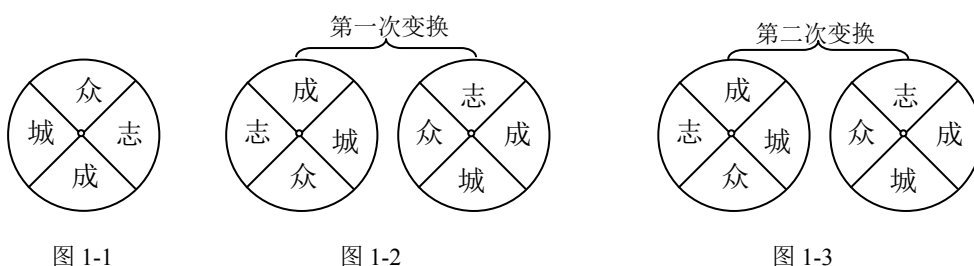 第一次变换
第二次变换
众
城 志
成
成
志 城
众
志
众 成
城
成
志 城
众
志
众 成
城
图 1-1
图 1-2
图 1-3